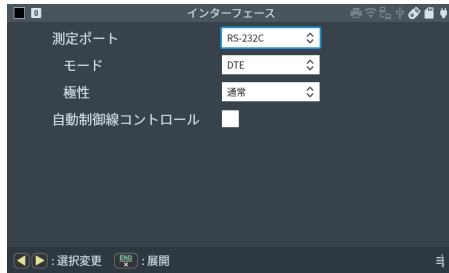 0 インターフェース
測定ポート RS-232C
モード DTE
極性 通常
自動制御線コントロール
:選択変更 END × :展開